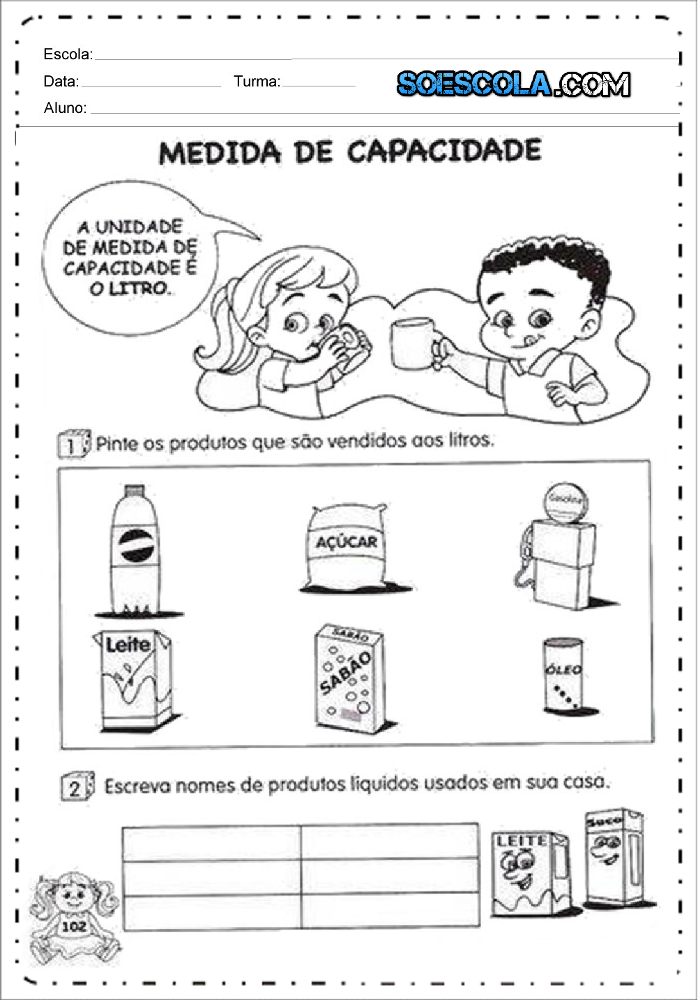 Escola:
Data: Turma:
SOESCOLA.COM
Aluno:
MEDIDA DE CAPACIDADE
A UNIDADE
DE MEDIDA DE
CAPACIDADE É
O LITRO.
1 Pinte os produtos que são vendidos aos litros.
AÇÚCAR
Gasolina
Leite
SABÃO
SABÃO
ÓLEO
2 Escreva nomes de produtos líquidos usados em sua casa.
LEITE
Suco
102